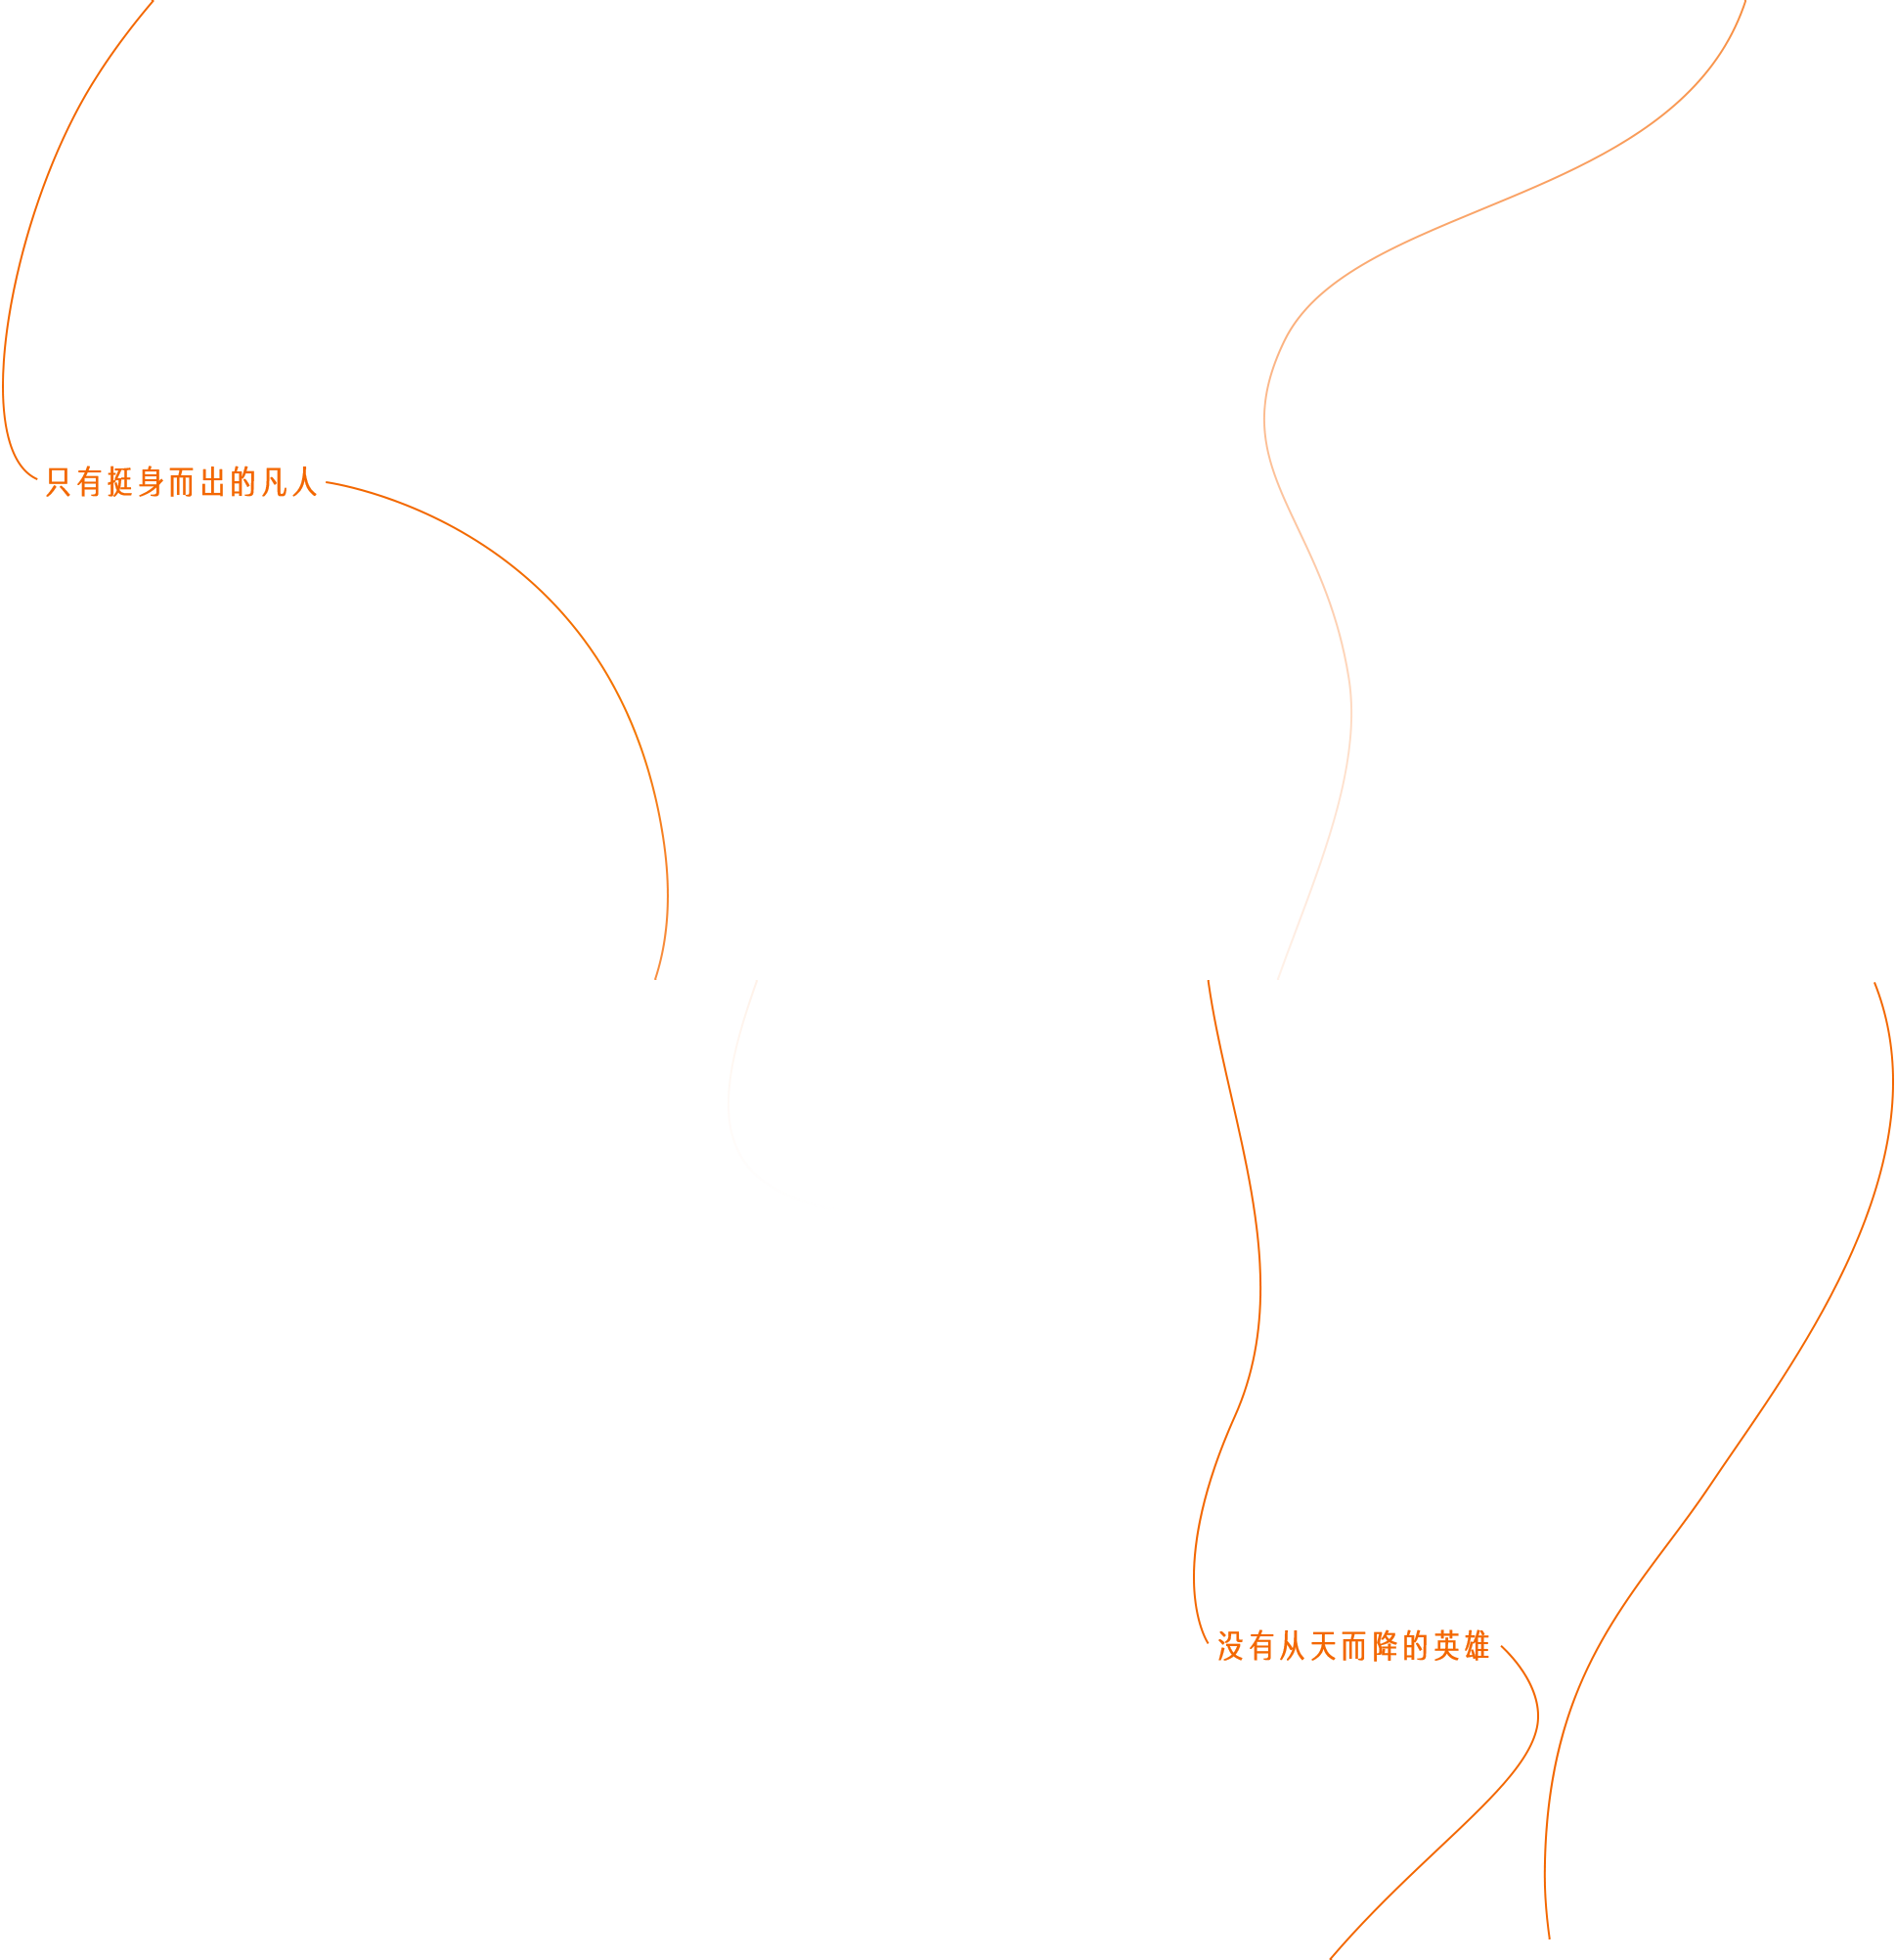 只有挺身而出的凡人
没有从天而降的英雄